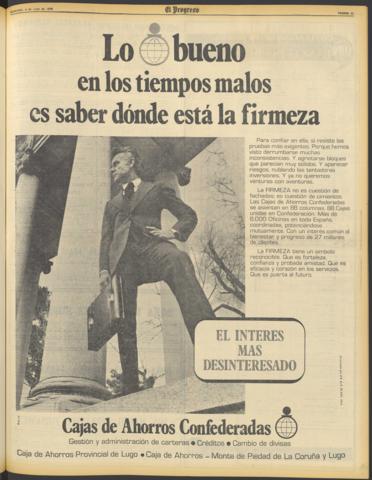 El Progreso
Lo bueno
en los tiempos malos
es saber dónde está la firmeza
Para confiar en ella, si resiste las
pruebas más exigentes. Porque hemos
visto derrumbarse muchas
inconsistencias. Y agrietarse bloques
que parecían muy sólidos. Y aparecer
riesgos, nublando las tentadoras
inversiones. Y ya no queremos
venturas con aventuras.
La FIRMEZA no es cuestión de
fachadas; es cuestión de cimientos.
Las Cajas de Ahorros Confederadas
se asientan en 88 columnas. 88 Cajas
unidas en Confederación. Más de
6.000 Oficinas en toda España,
coordinadas, potenciándose
mutuamente. Con un interés común: el
bienestar y progreso de 27 millares
de clientes.
La FIRMEZA tiene un símbolo
reconocible. Que es fortaleza,
confianza y probada amistad. Que es
eficacia y corazón en los servicios.
Que es puerta al futuro.
EL INTERES
MAS
DESINTERESADO
Cajas de Ahorros Confederadas
Gestión y administración de carteras • Créditos • Cambio de divisas
Caja de Ahorros Provincial de Lugo • Caja de Ahorros – Monte de Piedad de La Coruña y Lugo